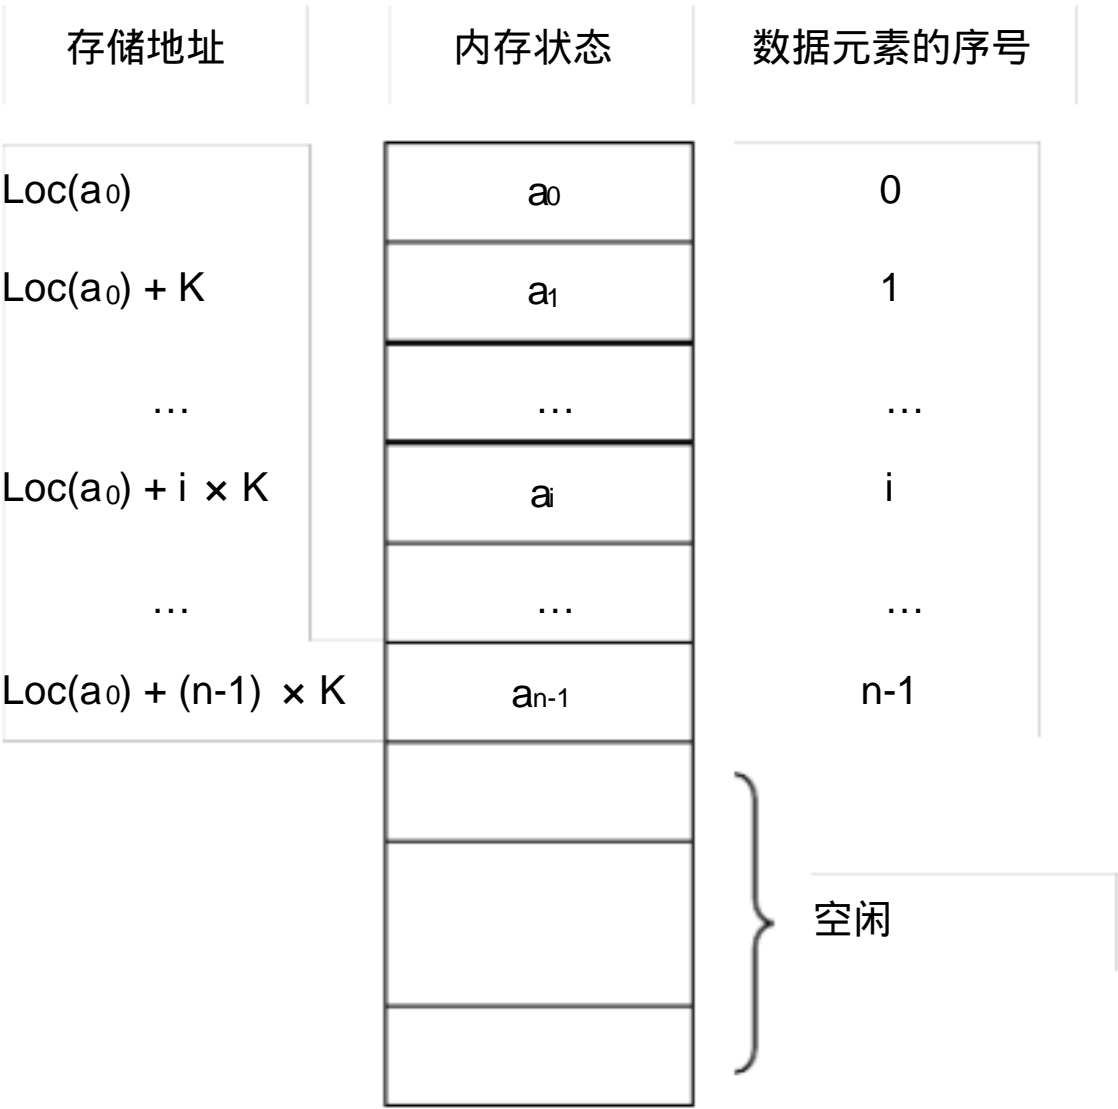 存储地址 内存状态 数据元素的序号
Loc(a0) a0 0
Loc(a0) + K a1 1
… … …
Loc(a0) + i × K ai i
… … …
Loc(a0) + (n-1) × K an-1 n-1
空闲